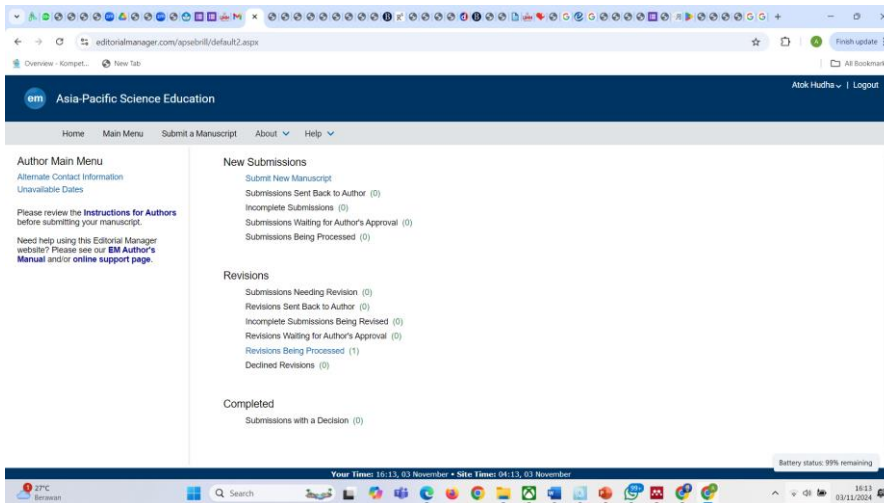 editorialmanager.com/apsebrill/default2.aspx
Finish update
Overview - Kompet...
New Tab
All Bookmark
em
Asia-Pacific Science Education
Atok Hudha | Logout
Home Main Menu Submit a Manuscript About Help
Author Main Menu
Alternate Contact Information
Unavailable Dates
Please review the Instructions for Authors
before submitting your manuscript.
Need help using this Editorial Manager
website? Please see our EM Author's
Manual and/or online support page.
New Submissions
Submit New Manuscript
Submissions Sent Back to Author (0)
Incomplete Submissions (0)
Submissions Waiting for Author's Approval (0)
Submissions Being Processed (0)
Revisions
Submissions Needing Revision (0)
Revisions Sent Back to Author (0)
Incomplete Submissions Being Revised (0)
Revisions Waiting for Author's Approval (0)
Revisions Being Processed (1)
Declined Revisions (0)
Completed
Submissions with a Decision (0)
Battery status: 99% remaining
Your Time: 16:13, 03 November • Site Time: 04:13, 03 November
27°C
Berawan
Search
99+
16:13
03/11/2024